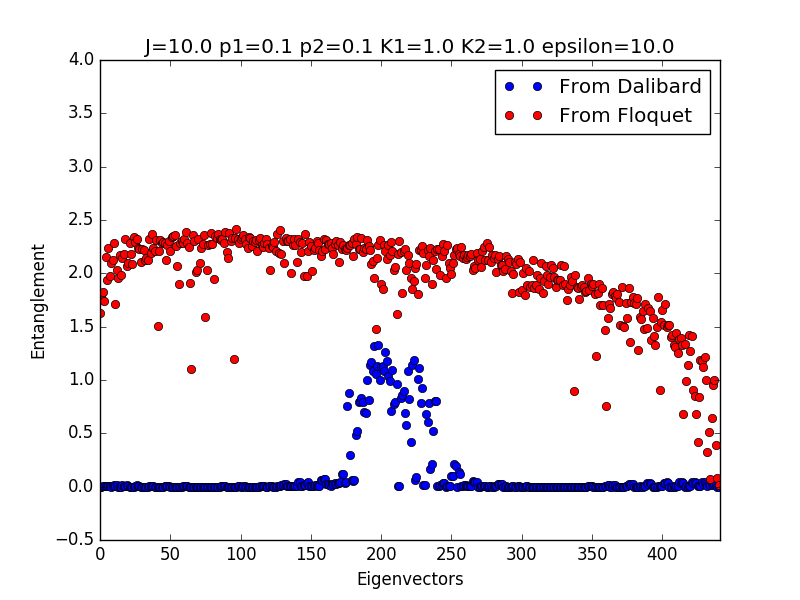 J=10.0 p1=0.1 p2=0.1 K1=1.0 K2=1.0 epsilon=10.0
From Dalibard
From Floquet
4.0
3.5
3.0
2.5
2.0
1.5
1.0
0.5
0.0
−0.5
Entanglement
0 50 100 150 200 250 300 350 400
Eigenvectors